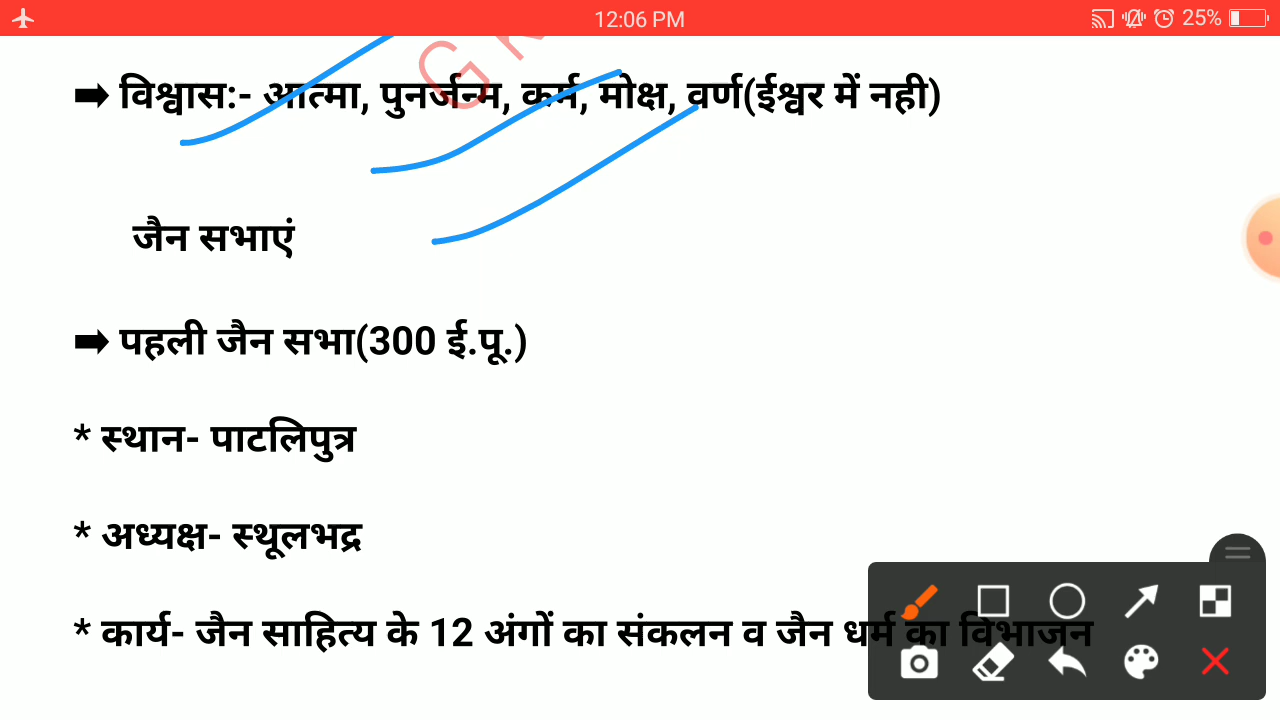 12:06 PM 25%
GK
➡ विश्वास:- आत्मा, पुनर्जन्म, कर्म, मोक्ष, वर्ण(ईश्वर में नही)
जैन सभाएं
➡ पहली जैन सभा(300 ई.पू.)
* स्थान- पाटलिपुत्र
* अध्यक्ष- स्थूलभद्र
* कार्य- जैन साहित्य के 12 अंगों का संकलन व जैन धर्म का विभाजन